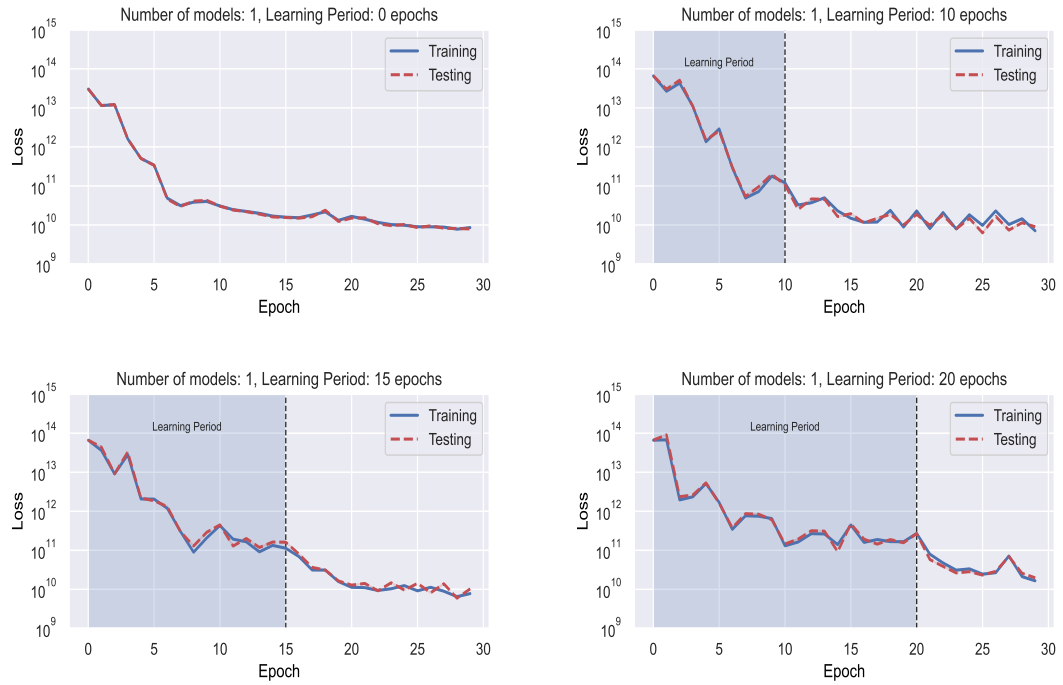 Number of models: 1, Learning Period: 0 epochs
10^15
10^14
10^13
10^12
10^11
10^10
10^9
Loss
Training
Testing
0 5 10 15 20 25 30
Epoch
Number of models: 1, Learning Period: 10 epochs
10^15
10^14
10^13
10^12
10^11
10^10
10^9
Loss
Learning Period
Training
Testing
0 5 10 15 20 25 30
Epoch
Number of models: 1, Learning Period: 15 epochs
10^15
10^14
10^13
10^12
10^11
10^10
10^9
Loss
Learning Period
Training
Testing
0 5 10 15 20 25 30
Epoch
Number of models: 1, Learning Period: 20 epochs
10^15
10^14
10^13
10^12
10^11
10^10
10^9
Loss
Learning Period
Training
Testing
0 5 10 15 20 25 30
Epoch